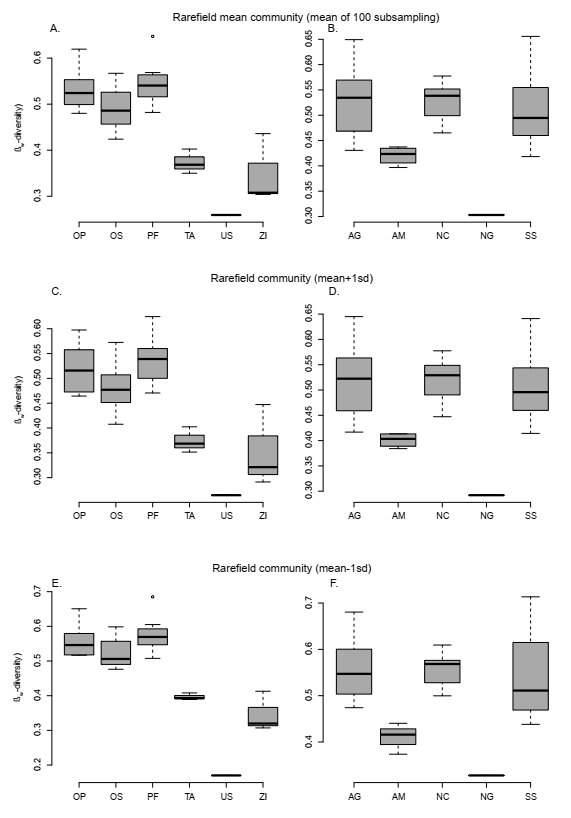 Rarefield mean community (mean of 100 subsampling)
A.
B.
ßw-diversity)
0.6
0.5
0.4
0.3
OP OS PF TA US ZI
0.65
0.60
0.55
0.50
0.45
0.40
0.35
0.30
AG AM NC NG SS
Rarefield community (mean+1sd)
C.
D.
ßw-diversity)
0.60
0.55
0.50
0.45
0.40
0.35
0.30
OP OS PF TA US ZI
0.65
0.60
0.55
0.50
0.45
0.40
0.35
0.30
AG AM NC NG SS
Rarefield community (mean-1sd)
E.
F.
ßw-diversity)
0.7
0.6
0.5
0.4
0.3
0.2
OP OS PF TA US ZI
0.7
0.6
0.5
0.4
AG AM NC NG SS